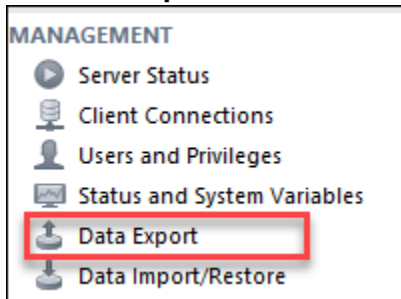 MANAGEMENT
Server Status
Client Connections
Users and Privileges
Status and System Variables
Data Export
Data Import/Restore